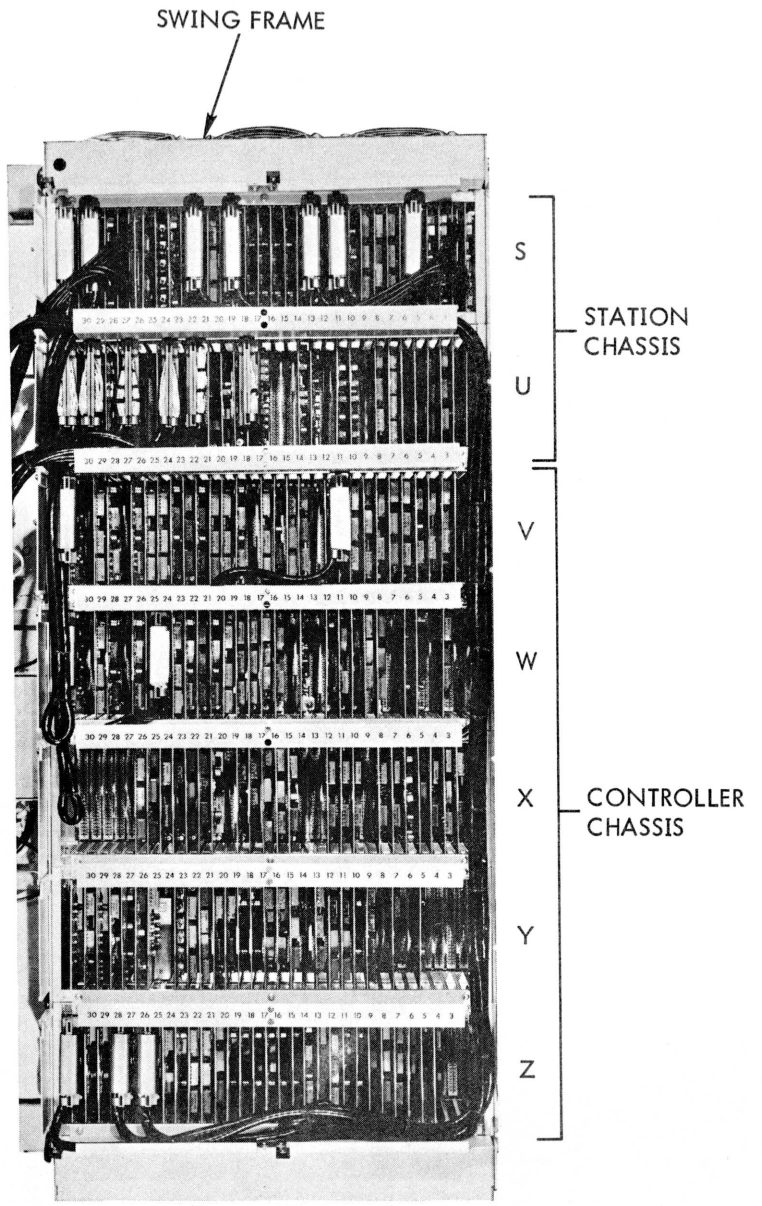 SWING FRAME
S
30 29 28 27 26 25 24 23 22 21 20 19 18 17 16 15 14 13 12 11 10 9 8 7 6 5 4 3
STATION
CHASSIS
U
30 29 28 27 26 25 24 23 22 21 20 19 18 17 16 15 14 13 12 11 10 9 8 7 6 5 4 3
V
30 29 28 27 26 25 24 23 22 21 20 19 18 17 16 15 14 13 12 11 10 9 8 7 6 5 4 3
W
30 29 28 27 26 25 24 23 22 21 20 19 18 17 16 15 14 13 12 11 10 9 8 7 6 5 4 3
X
CONTROLLER
CHASSIS
30 29 28 27 26 25 24 23 22 21 20 19 18 17 16 15 14 13 12 11 10 9 8 7 6 5 4 3
Y
30 29 28 27 26 25 24 23 22 21 20 19 18 17 16 15 14 13 12 11 10 9 8 7 6 5 4 3
Z